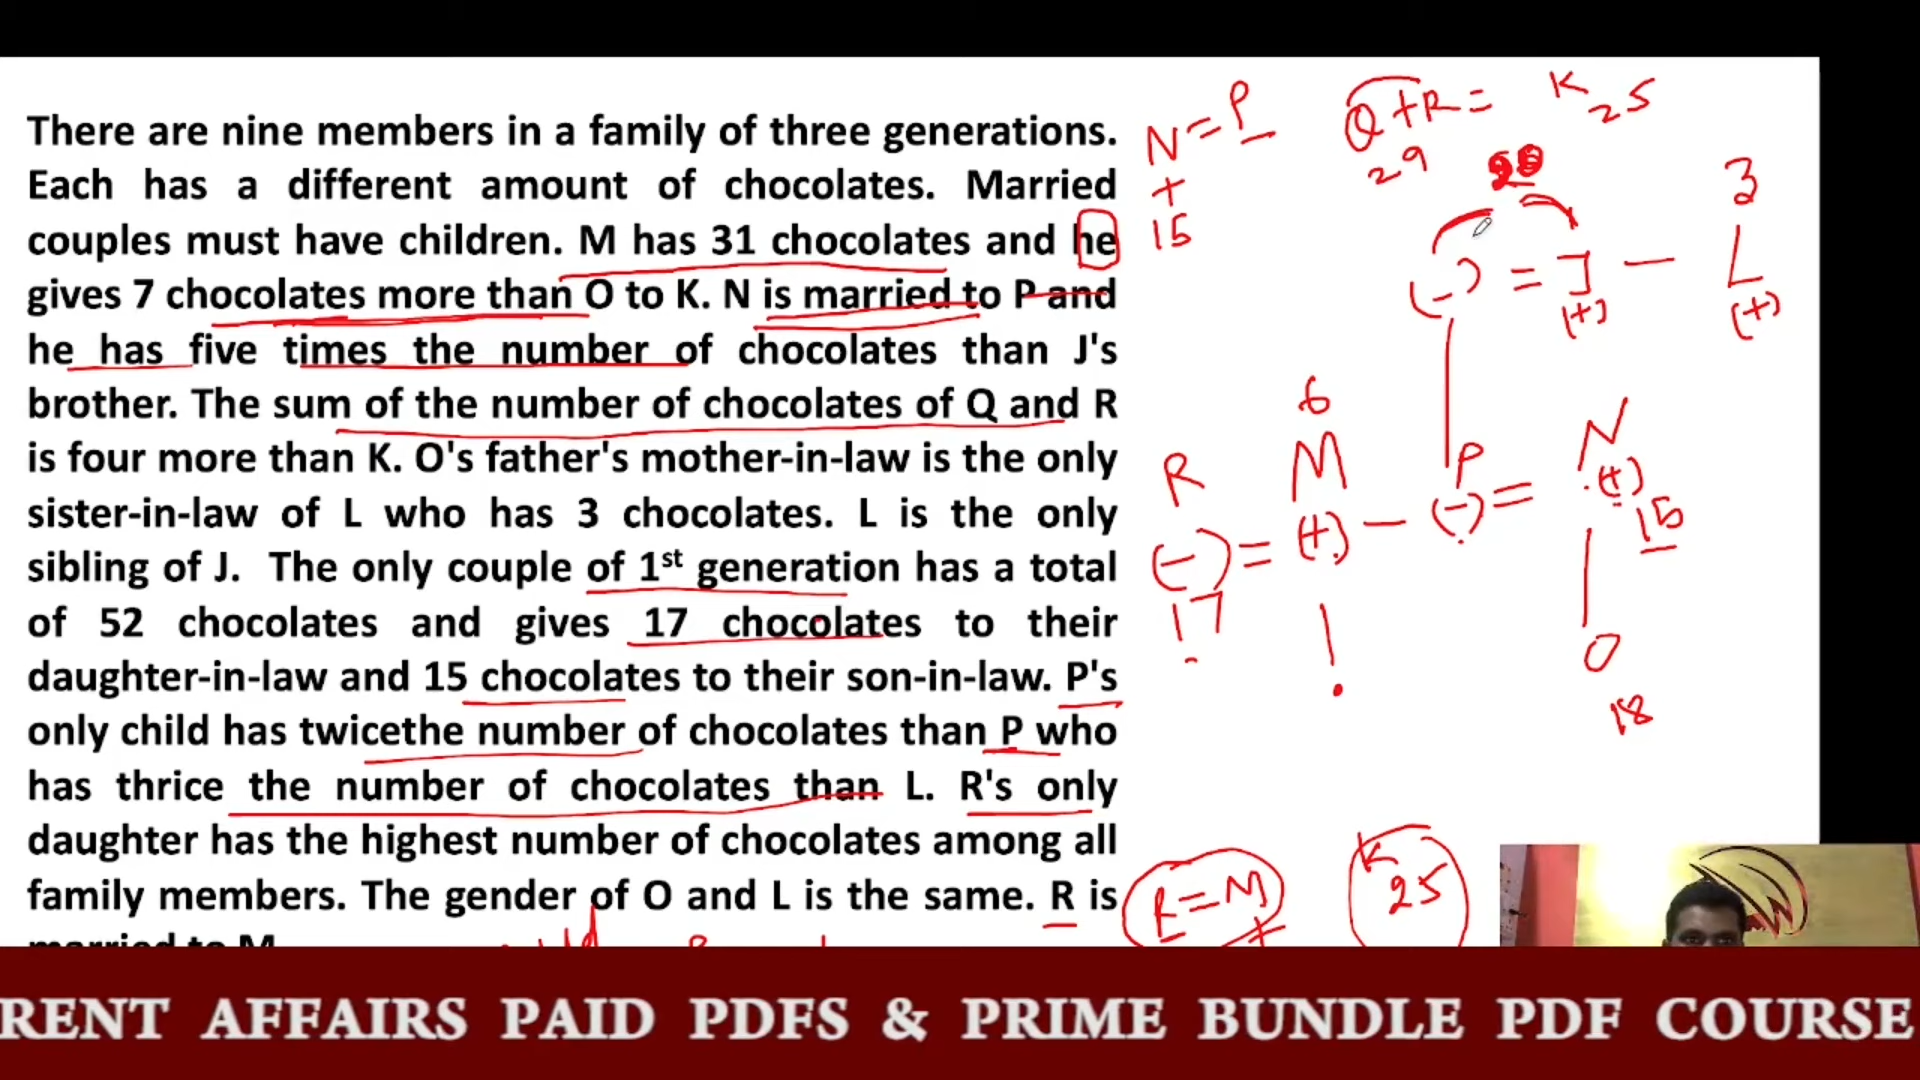 There are nine members in a family of three generations.
Each has a different amount of chocolates. Married
couples must have children. M has 31 chocolates and he
gives 7 chocolates more than O to K. N is married to P and
he has five times the number of chocolates than J's
brother. The sum of the number of chocolates of Q and R
is four more than K. O's father's mother-in-law is the only
sister-in-law of L who has 3 chocolates. L is the only
sibling of J. The only couple of 1st generation has a total
of 52 chocolates and gives 17 chocolates to their
daughter-in-law and 15 chocolates to their son-in-law. P's
only child has twicethe number of chocolates than P who
has thrice the number of chocolates than L. R's only
daughter has the highest number of chocolates among all
family members. The gender of O and L is the same. R is
married to M.
N = P
+
15
Q + R = K 25
29
3
(-) = J - L
(+) (+)
6
R M P N
(-) = (+) - (-) = (+)
17 15
O
18
R = M
+
K
25
RENT AFFAIRS PAID PDFS & PRIME BUNDLE PDF COURSE